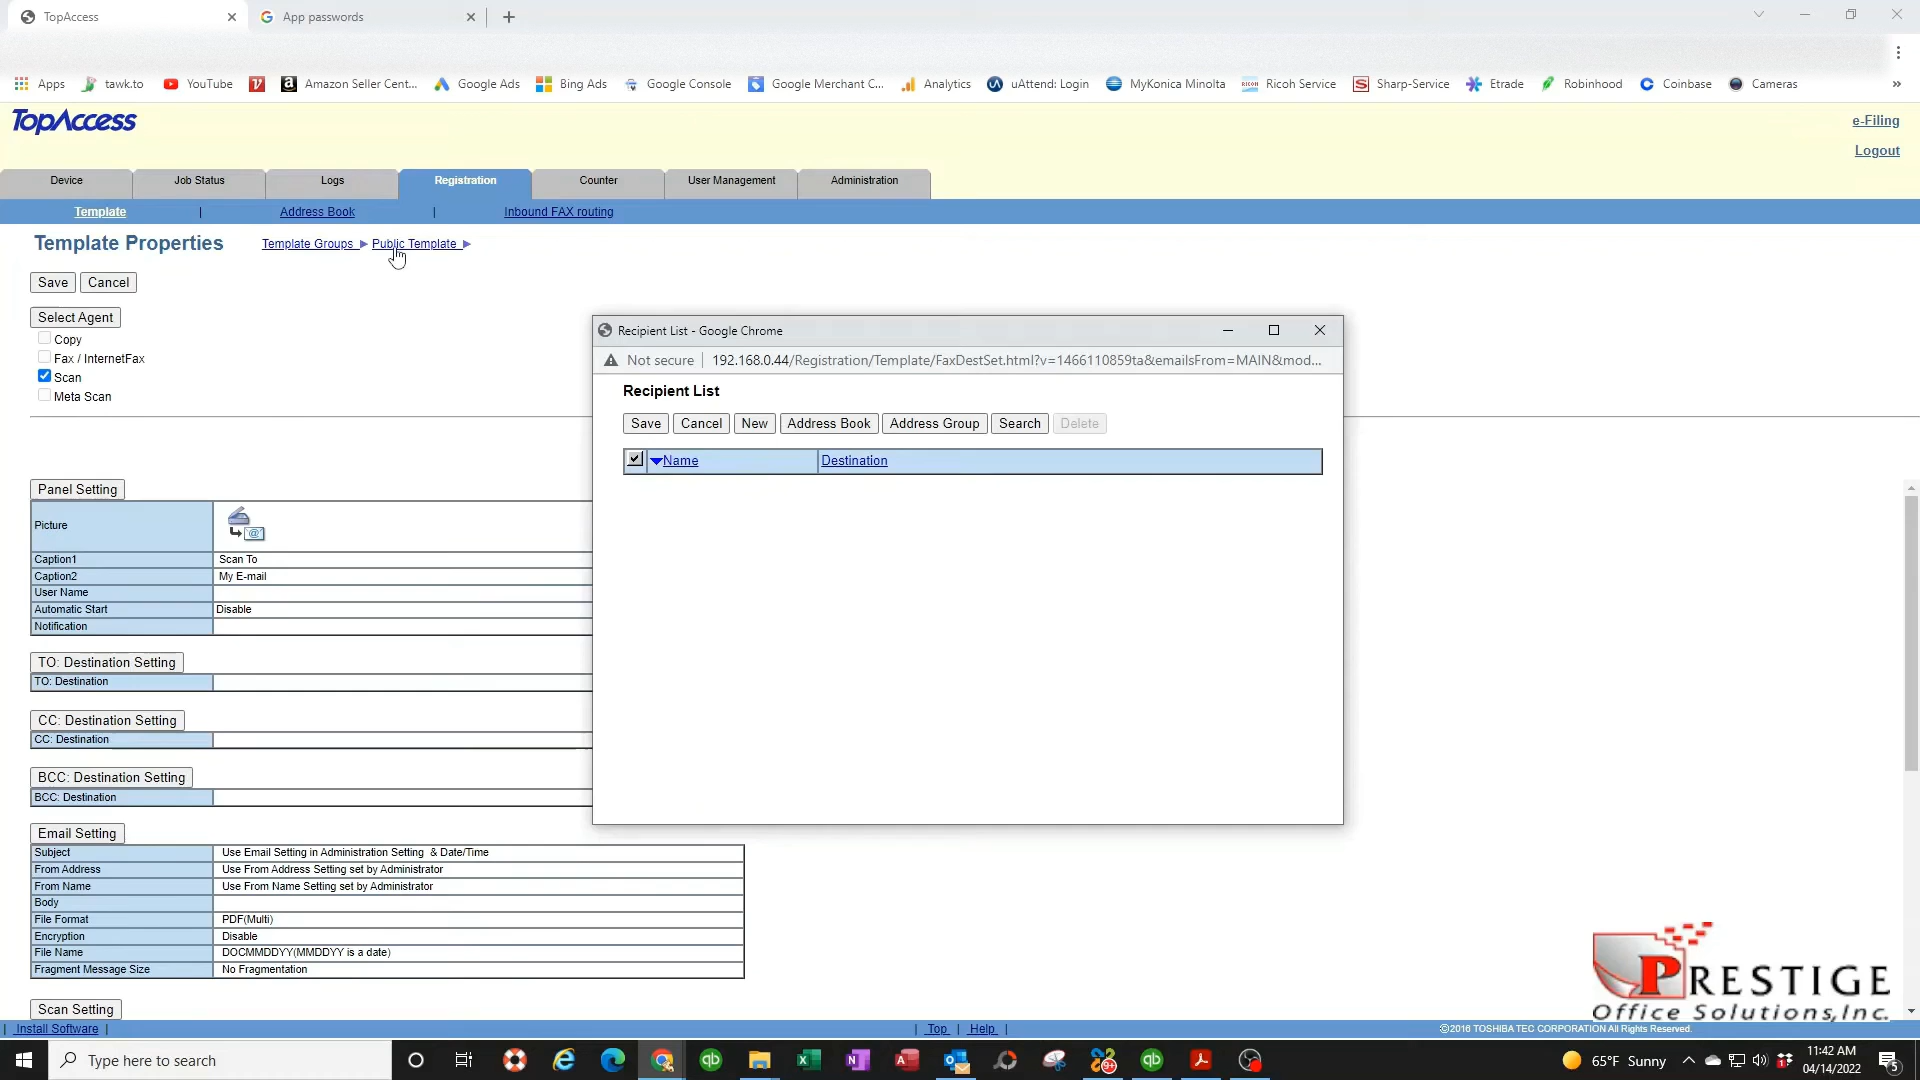 TopAccess
App passwords
Apps
tawk.to
YouTube
Amazon Seller Cent...
Google Ads
Bing Ads
Google Console
Google Merchant C...
Analytics
uAttend: Login
MyKonica Minolta
Ricoh Service
Sharp-Service
Etrade
Robinhood
Coinbase
Cameras
»
TopAccess
e-Filing
Logout
Device
Job Status
Logs
Registration
Counter
User Management
Administration
Template | Address Book | Inbound FAX routing
Template Properties
Template Groups
Public Template
Save
Cancel
Select Agent
Copy
Fax / InternetFax
Scan
Meta Scan
Panel Setting
Picture
Caption1 Scan To
Caption2 My E-mail
User Name
Automatic Start Disable
Notification
TO: Destination Setting
TO: Destination
CC: Destination Setting
CC: Destination
BCC: Destination Setting
BCC: Destination
Email Setting
Subject Use Email Setting in Administration Setting & Date/Time
From Address Use From Address Setting set by Administrator
From Name Use From Name Setting set by Administrator
Body
File Format PDF(Multi)
Encryption Disable
File Name DOCMMDDYY(MMDDYY is a date)
Fragment Message Size No Fragmentation
Scan Setting
Recipient List - Google Chrome
Not secure | 192.168.0.44/Registration/Template/FaxDestSet.html?v=1466110859ta&emailsFrom=MAIN&mod...
Recipient List
Save
Cancel
New
Address Book
Address Group
Search
Delete
Name
Destination
PRESTIGE
Office Solutions,Inc.
| Install Software |
| Top | Help |
©2016 TOSHIBA TEC CORPORATION All Rights Reserved.
Type here to search
65°F Sunny
11:42 AM
04/14/2022
5